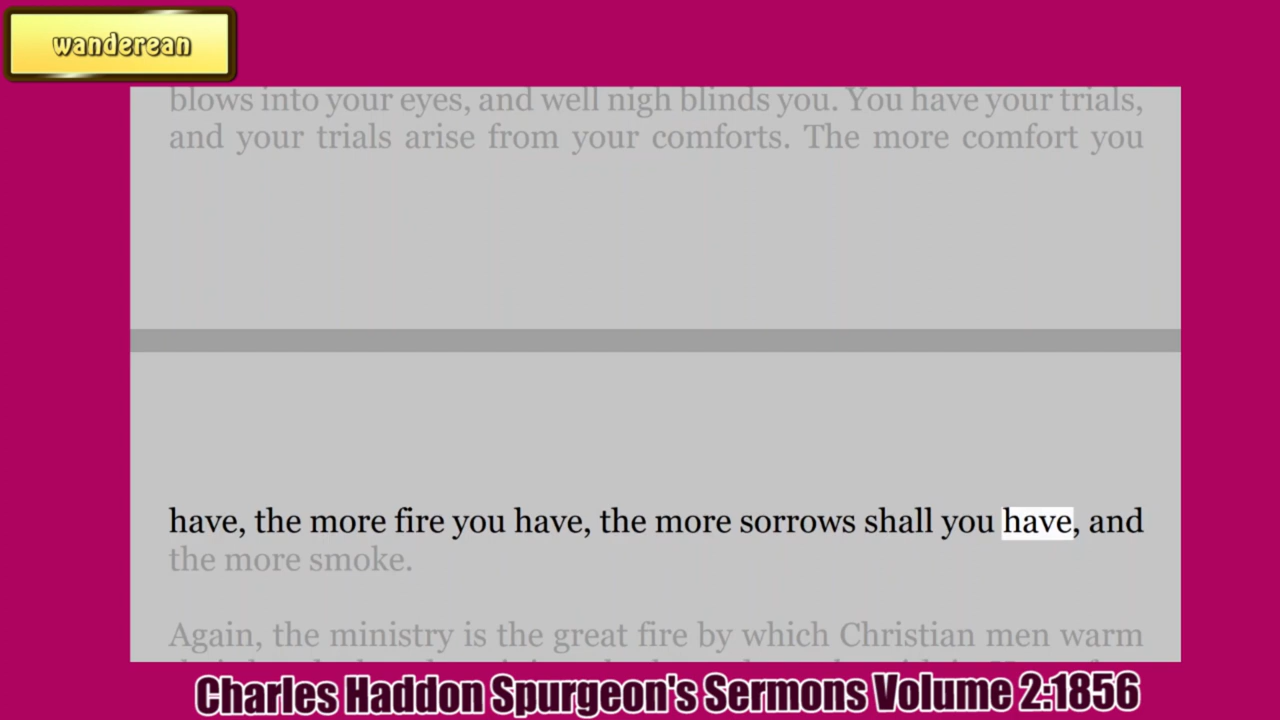 wanderean
blows into your eyes, and well nigh blinds you. You have your trials,
and your trials arise from your comforts. The more comfort you
have, the more fire you have, the more sorrows shall you have, and
the more smoke.
Again, the ministry is the great fire by which Christian men warm
Charles Haddon Spurgeon's Sermons Volume 2:1856